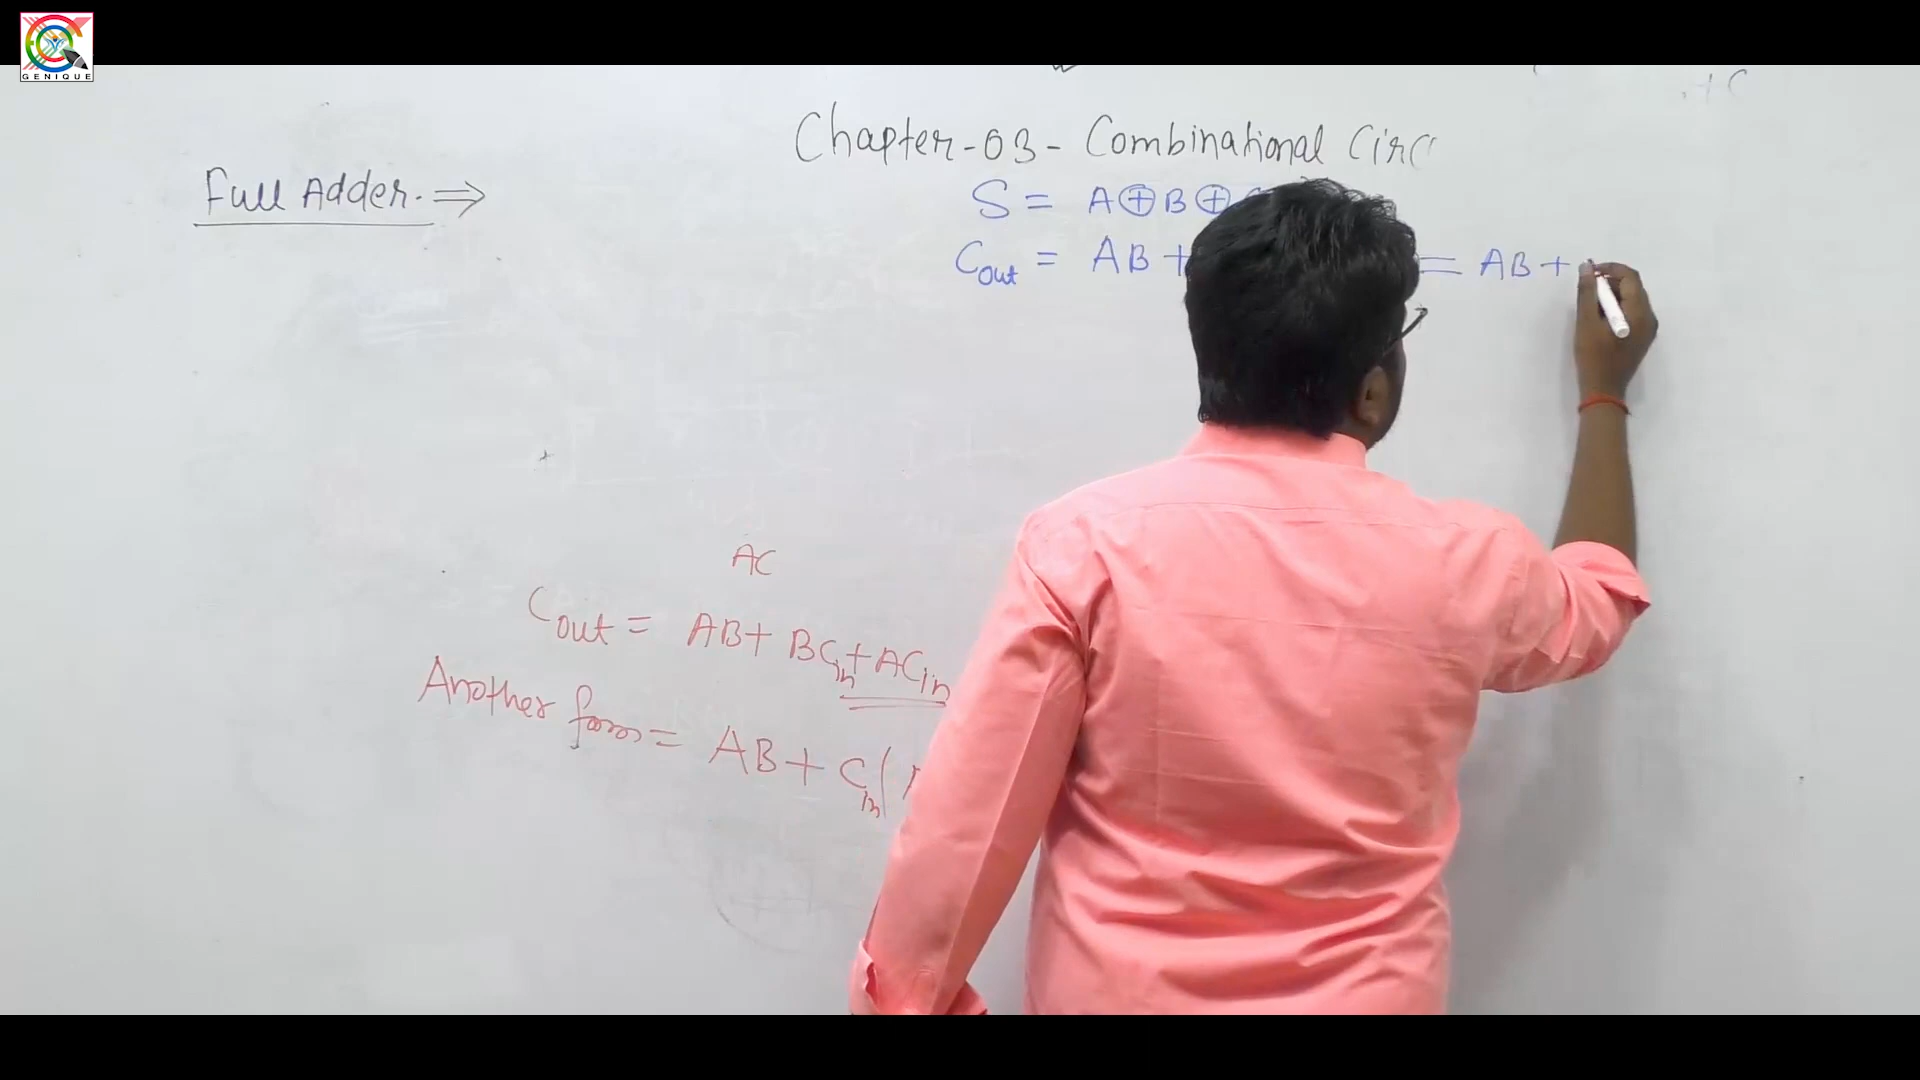 GENIQUE
+ C
Chapter-03- Combinational Circ
Full Adder. ⇒
S = A⊕B⊕
Cout = AB + = AB +
AC
Cout = AB+ BCin+ACin
Another form = AB + Cin(